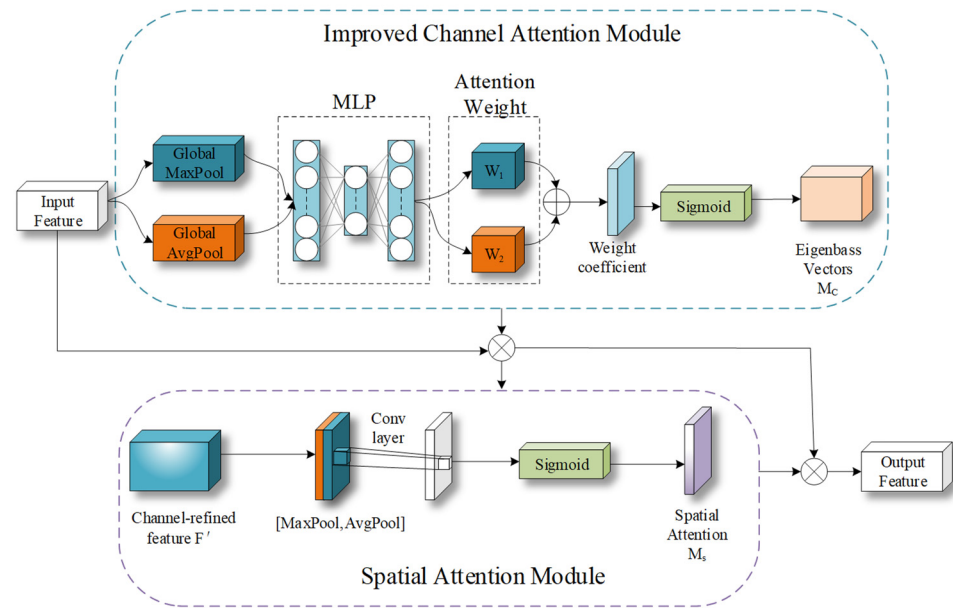 Improved Channel Attention Module
MLP
Attention
Weight
Global
MaxPool
Input
Feature
Global
AvgPool
W1
W2
Weight
coefficient
Sigmoid
Eigenbass
Vectors
MC
Conv
layer
Channel-refined
feature F′
[MaxPool,AvgPool]
Sigmoid
Spatial
Attention
Ms
Output
Feature
Spatial Attention Module